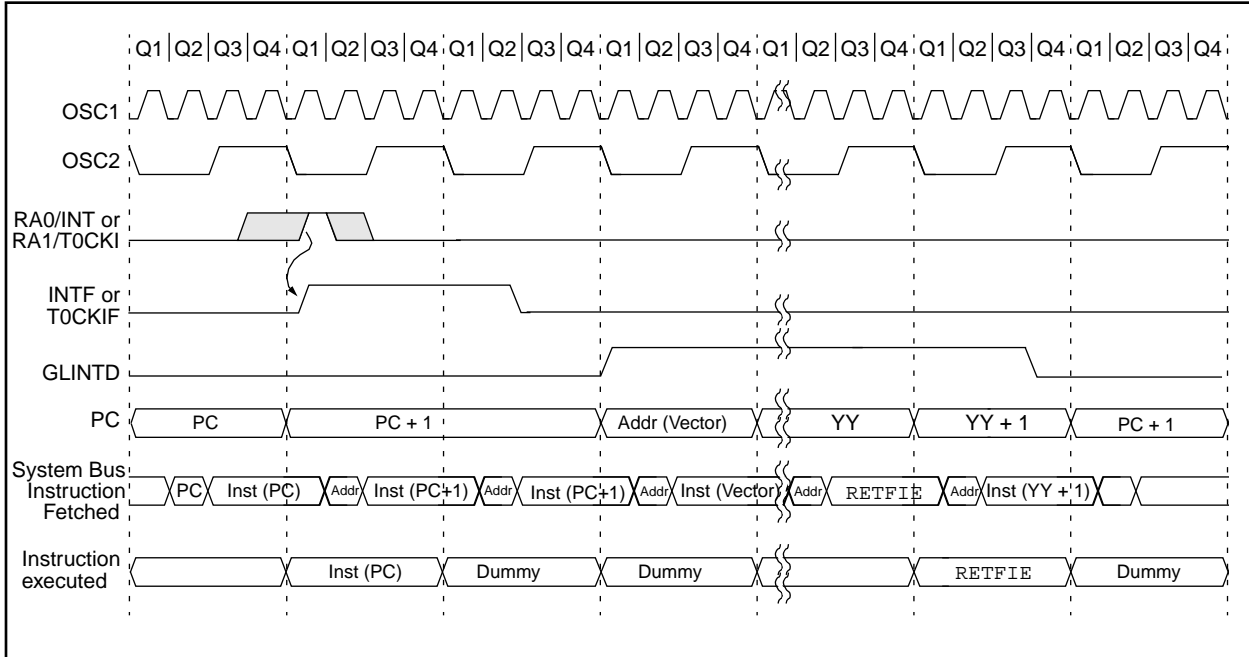 Q1 Q2 Q3 Q4 Q1 Q2 Q3 Q4 Q1 Q2 Q3 Q4 Q1 Q2 Q3 Q4 Q1 Q2 Q3 Q4 Q1 Q2 Q3 Q4 Q1 Q2 Q3 Q4
OSC1
OSC2
RA0/INT or
RA1/T0CKI
INTF or
T0CKIF
GLINTD
PC PC PC + 1 Addr (Vector) YY YY + 1 PC + 1
System Bus
Instruction
Fetched
PC Inst (PC) Addr Inst (PC+1) Addr Inst (PC+1) Addr Inst (Vector) Addr RETFIE Addr Inst (YY + 1)
Instruction
executed
Inst (PC) Dummy Dummy RETFIE Dummy